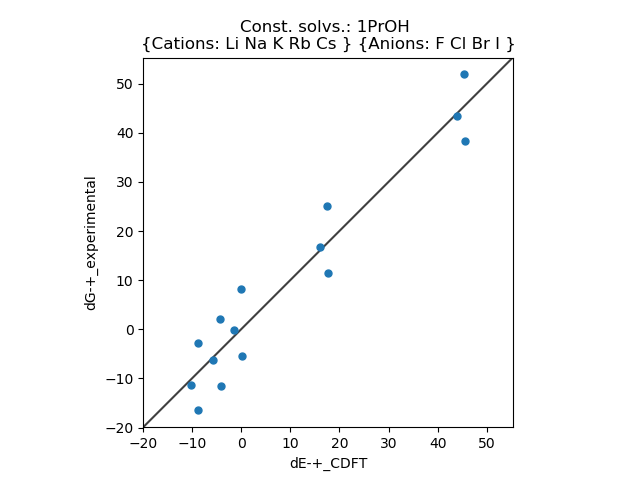 Const. solvs.: 1PrOH
{Cations: Li Na K Rb Cs } {Anions: F Cl Br I }
dG-+_experimental
50
40
30
20
10
0
−10
−20
−20 −10 0 10 20 30 40 50
dE-+_CDFT